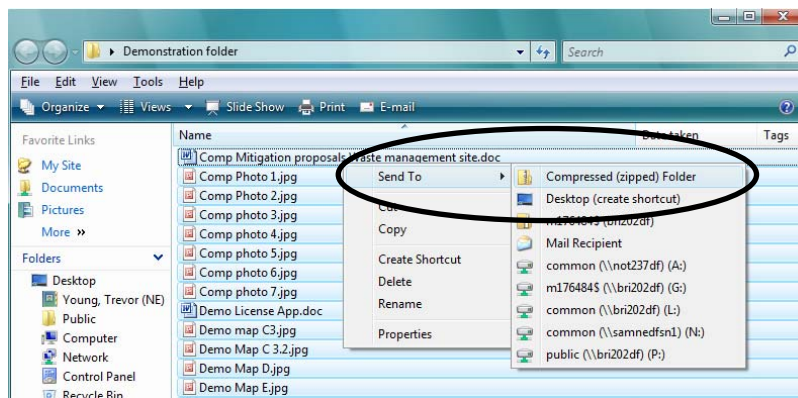 Demonstration folder
Search
File Edit View Tools Help
Organize Views Slide Show Print E-mail
Favorite Links
My Site
Documents
Pictures
More »
Folders
Desktop
Young, Trevor (NE)
Public
Computer
Network
Control Panel
Recycle Bin
Name Date taken Tags
Comp Mitigation proposals Waste management site.doc
Comp Photo 1.jpg
Comp Photo 2.jpg
Comp photo 3.jpg
Comp photo 4.jpg
Comp photo 5.jpg
Comp photo 6.jpg
Comp photo 7.jpg
Demo License App.doc
Demo map C3.jpg
Demo Map C 3.2.jpg
Demo Map D.jpg
Demo Map E.jpg
Send To
Cut
Copy
Create Shortcut
Delete
Rename
Properties
Compressed (zipped) Folder
Desktop (create shortcut)
m176484$ (bri202df)
Mail Recipient
common (\\not237df) (A:)
m176484$ (\\bri202df) (G:)
common (\\bri202df) (L:)
common (\\samnedfsn1) (N:)
public (\\bri202df) (P:)